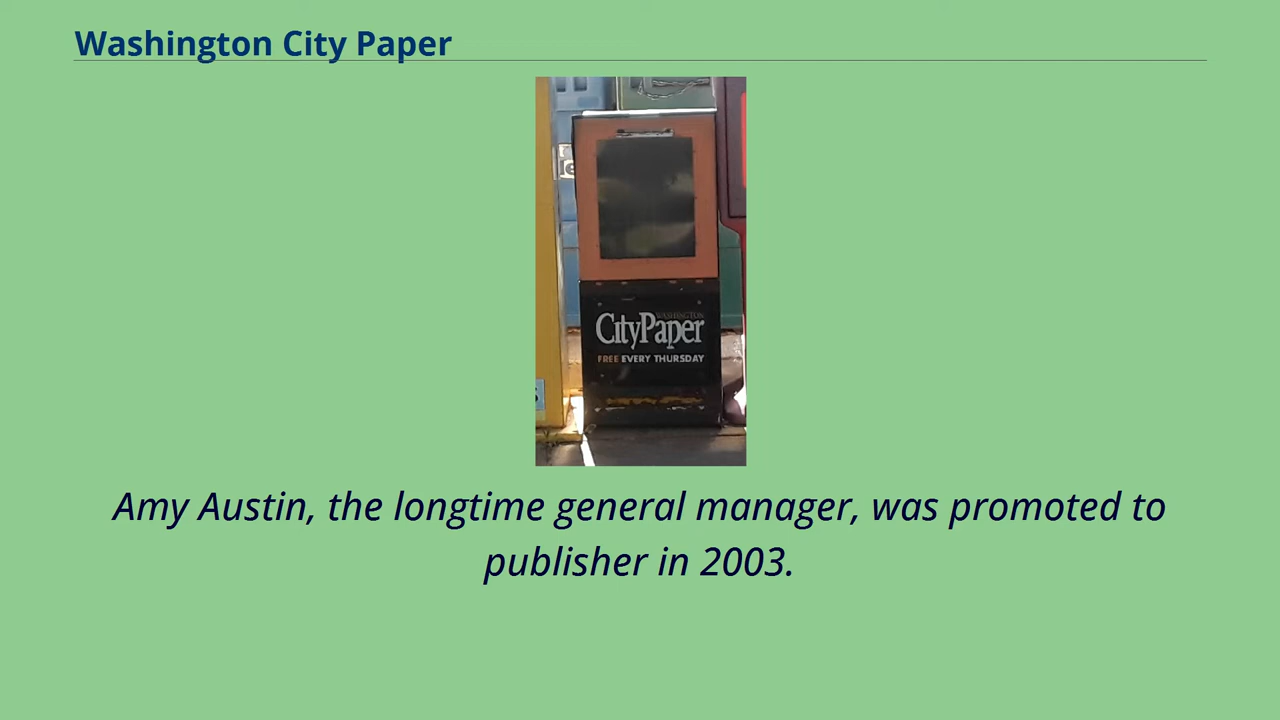 Washington City Paper
WASHINGTON
CityPaper
FREE EVERY THURSDAY
Amy Austin, the longtime general manager, was promoted to
publisher in 2003.